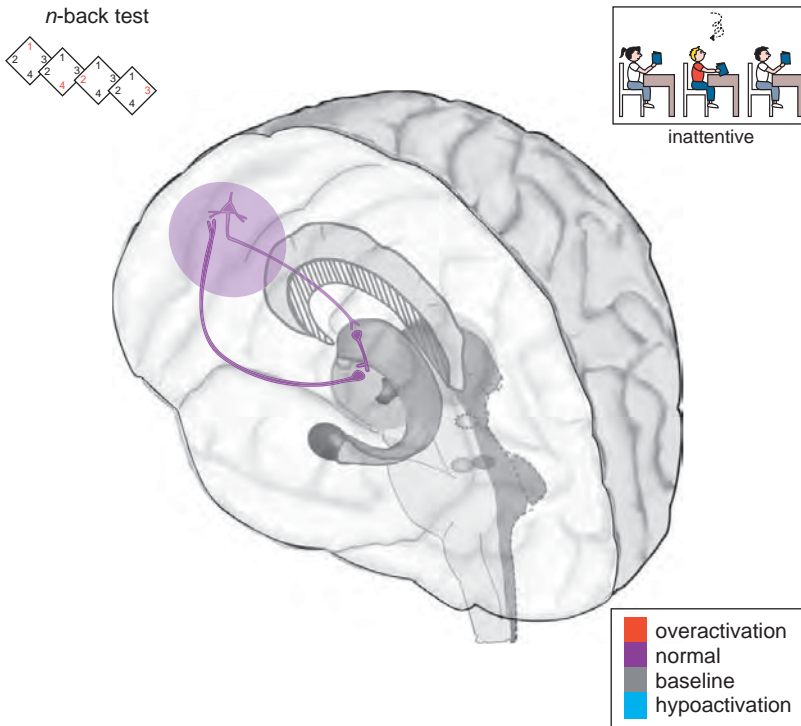 n-back test
1
2 3
4
1
2 3
4
1
2 3
4
1
2 3
4
inattentive
overactivation
normal
baseline
hypoactivation